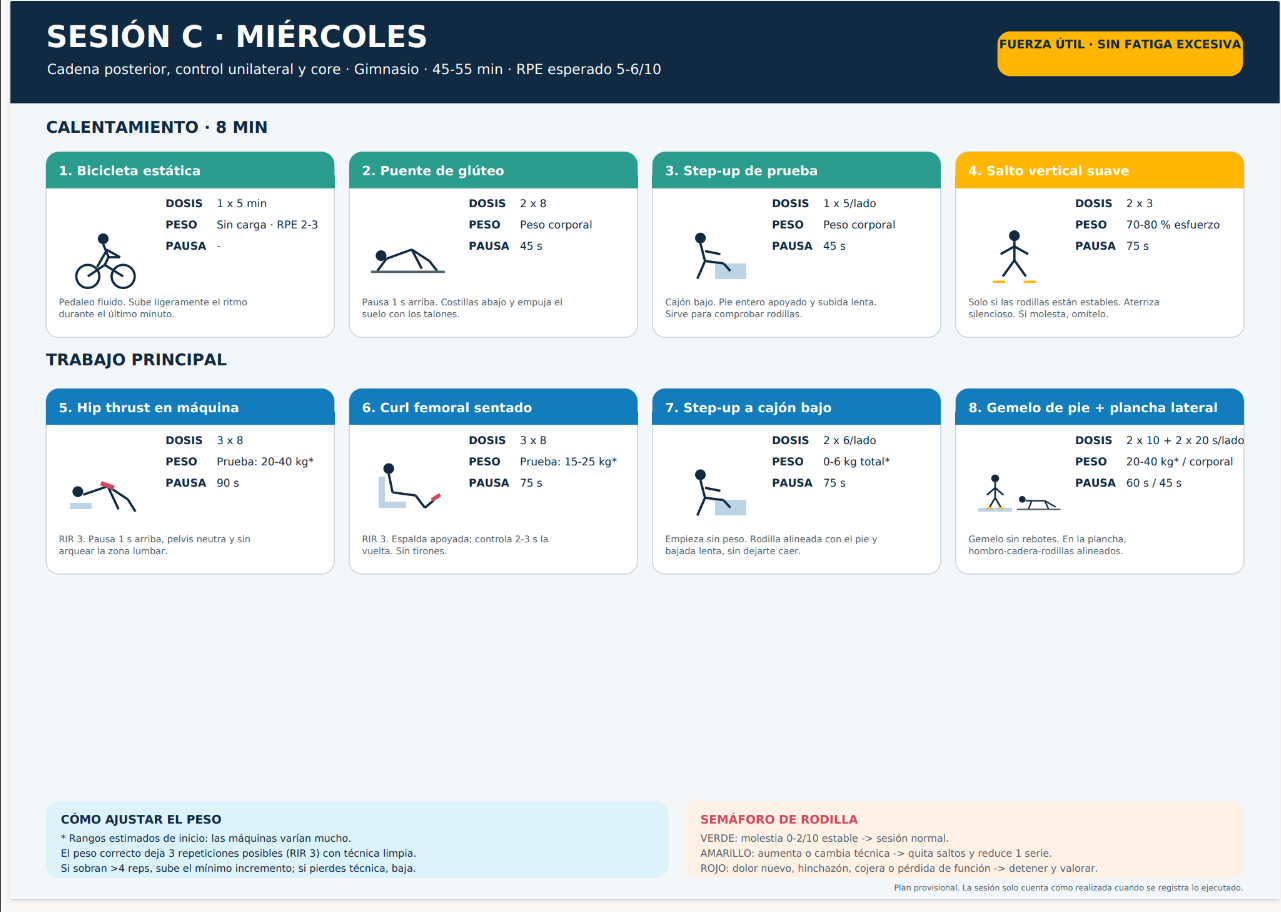 SESIÓN C · MIÉRCOLES
FUERZA ÚTIL · SIN FATIGA EXCESIVA
Cadena posterior, control unilateral y core · Gimnasio · 45-55 min · RPE esperado 5-6/10
CALENTAMIENTO · 8 MIN
1. Bicicleta estática
DOSIS 1 x 5 min
PESO Sin carga · RPE 2-3
PAUSA -
Pedaleo fluido. Sube ligeramente el ritmo
durante el último minuto.
2. Puente de glúteo
DOSIS 2 x 8
PESO Peso corporal
PAUSA 45 s
Pausa 1 s arriba. Costillas abajo y empuja el
suelo con los talones.
3. Step-up de prueba
DOSIS 1 x 5/lado
PESO Peso corporal
PAUSA 45 s
Cajón bajo. Pie entero apoyado y subida lenta.
Sirve para comprobar rodillas.
4. Salto vertical suave
DOSIS 2 x 3
PESO 70-80 % esfuerzo
PAUSA 75 s
Solo si las rodillas están estables. Aterriza
silencioso. Si molesta, omítelo.
TRABAJO PRINCIPAL
5. Hip thrust en máquina
DOSIS 3 x 8
PESO Prueba: 20-40 kg*
PAUSA 90 s
RIR 3. Pausa 1 s arriba, pelvis neutra y sin
arquear la zona lumbar.
6. Curl femoral sentado
DOSIS 3 x 8
PESO Prueba: 15-25 kg*
PAUSA 75 s
RIR 3. Espalda apoyada; controla 2-3 s la
vuelta. Sin tirones.
7. Step-up a cajón bajo
DOSIS 2 x 6/lado
PESO 0-6 kg total*
PAUSA 75 s
Empieza sin peso. Rodilla alineada con el pie y
bajada lenta, sin dejarte caer.
8. Gemelo de pie + plancha lateral
DOSIS 2 x 10 + 2 x 20 s/lado
PESO 20-40 kg* / corporal
PAUSA 60 s / 45 s
Gemelo sin rebotes. En la plancha,
hombro-cadera-rodillas alineados.
CÓMO AJUSTAR EL PESO
* Rangos estimados de inicio: las máquinas varían mucho.
El peso correcto deja 3 repeticiones posibles (RIR 3) con técnica limpia.
Si sobran >4 reps, sube el mínimo incremento; si pierdes técnica, baja.
SEMÁFORO DE RODILLA
VERDE: molestia 0-2/10 estable -> sesión normal.
AMARILLO: aumenta o cambia técnica -> quita saltos y reduce 1 serie.
ROJO: dolor nuevo, hinchazón, cojera o pérdida de función -> detener y valorar.
Plan provisional. La sesión solo cuenta como realizada cuando se registra lo ejecutado.